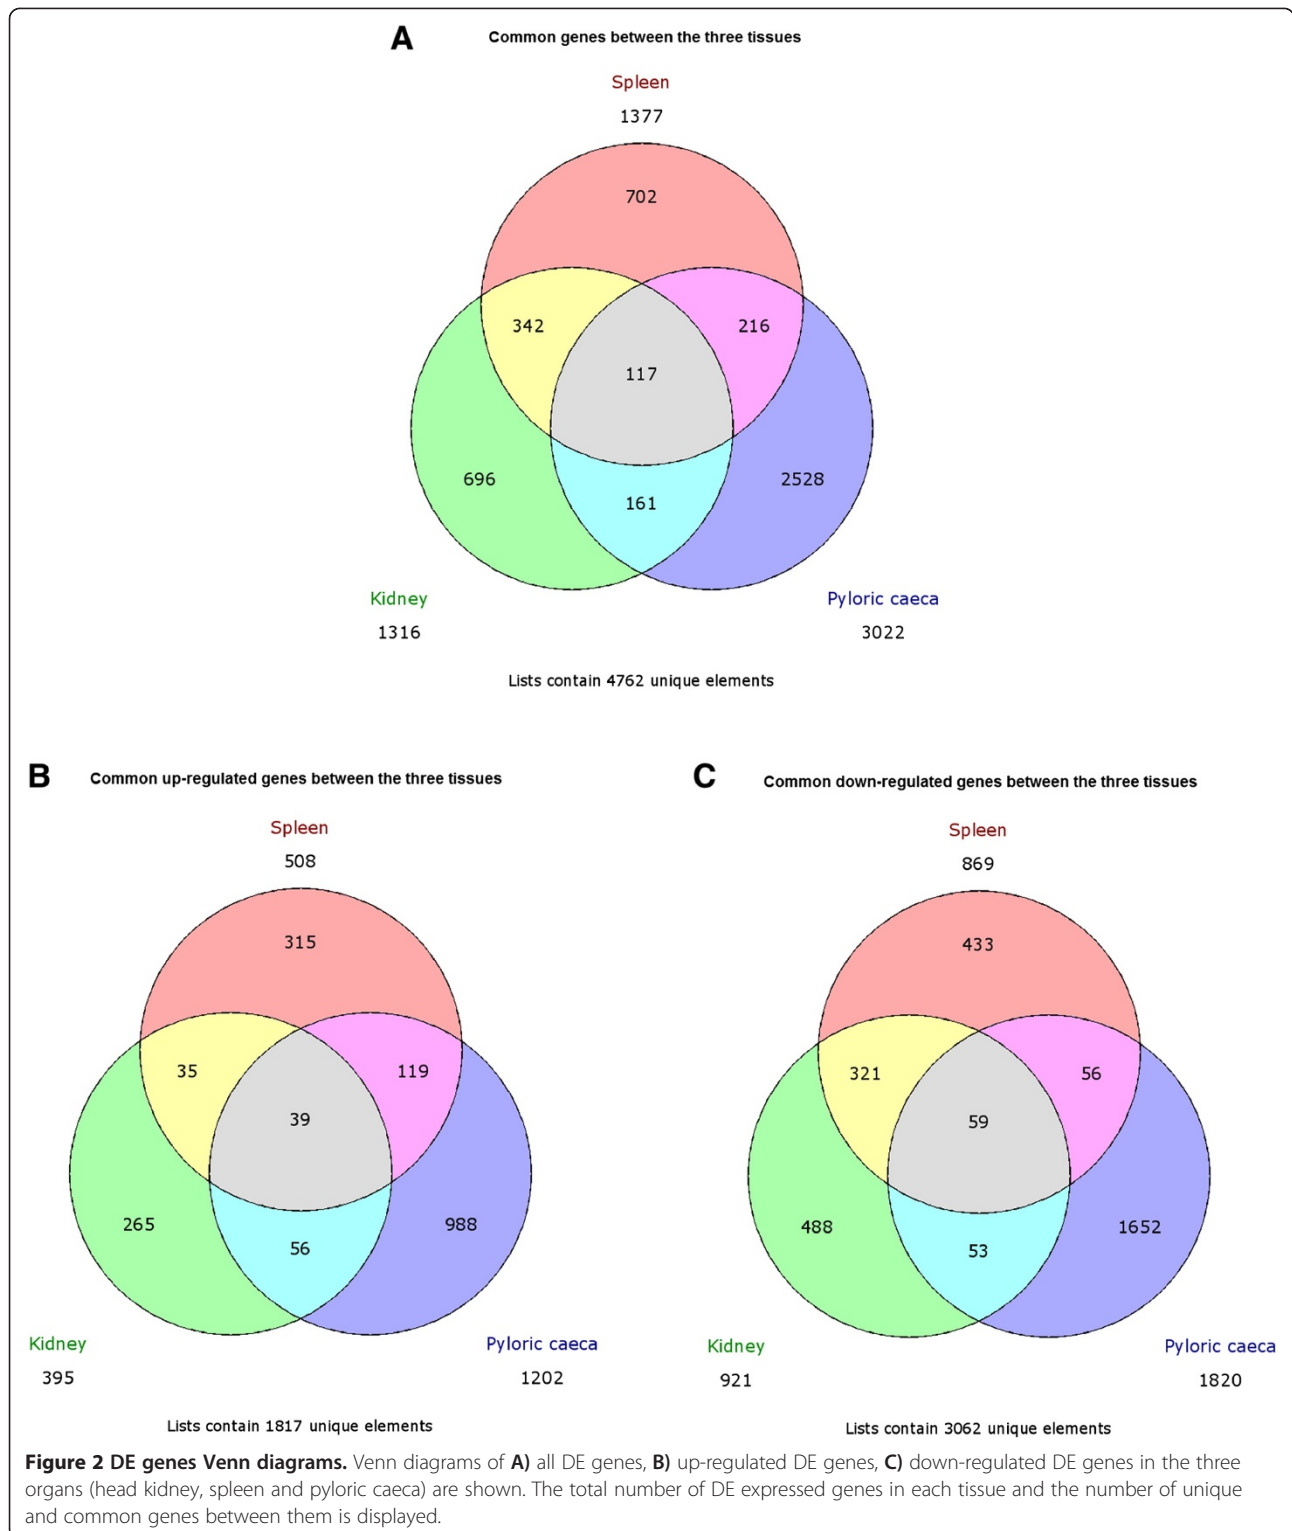 A
Common genes between the three tissues
Spleen
1377
702
342
216
117
696
161
2528
Kidney
1316
Pyloric caeca
3022
Lists contain 4762 unique elements
B
Common up-regulated genes between the three tissues
Spleen
508
315
35
119
39
265
56
988
Kidney
395
Pyloric caeca
1202
Lists contain 1817 unique elements
C
Common down-regulated genes between the three tissues
Spleen
869
433
321
56
59
488
53
1652
Kidney
921
Pyloric caeca
1820
Lists contain 3062 unique elements
Figure 2 DE genes Venn diagrams. Venn diagrams of A) all DE genes, B) up-regulated DE genes, C) down-regulated DE genes in the three
organs (head kidney, spleen and pyloric caeca) are shown. The total number of DE expressed genes in each tissue and the number of unique
and common genes between them is displayed.